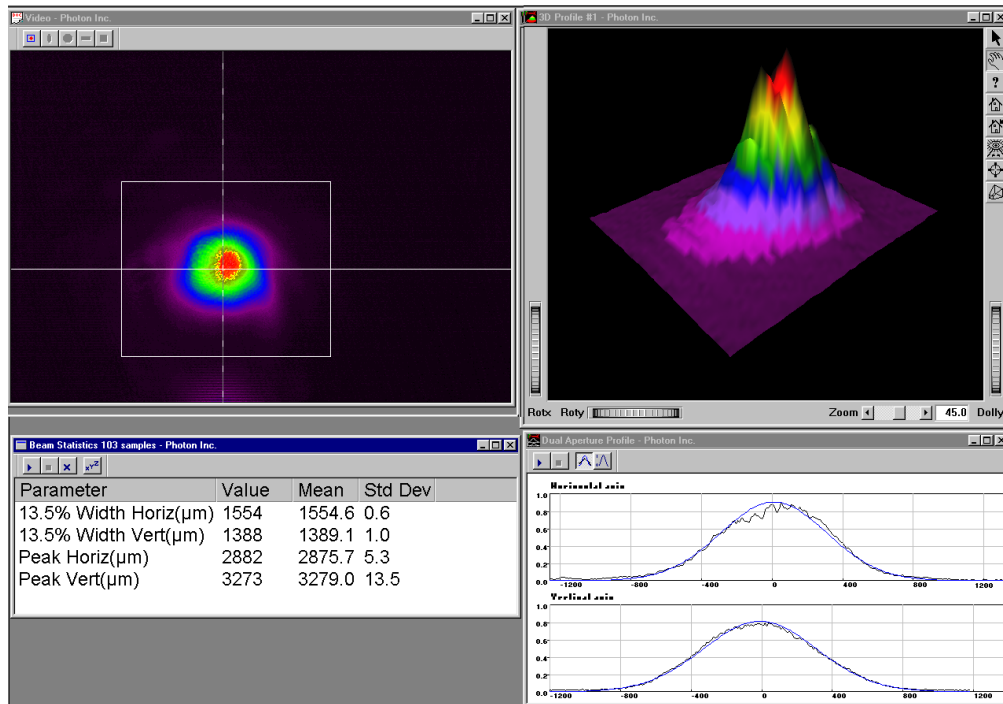 Video - Photon Inc.
3D Profile #1 - Photon Inc.
?
Rotx Roty Zoom 45.0 Dolly
Beam Statistics 103 samples - Photon Inc.
xYZ
Parameter Value Mean Std Dev
13.5% Width Horiz(µm) 1554 1554.6 0.6
13.5% Width Vert(µm) 1388 1389.1 1.0
Peak Horiz(µm) 2882 2875.7 5.3
Peak Vert(µm) 3273 3279.0 13.5
Dual Aperture Profile - Photon Inc.
Horizontal axis
1.0
0.8
0.6
0.4
0.2
0.0
-1200 -800 -400 0 400 800 1200
Vertical axis
1.0
0.8
0.6
0.4
0.2
0.0
-1200 -800 -400 0 400 800 1200